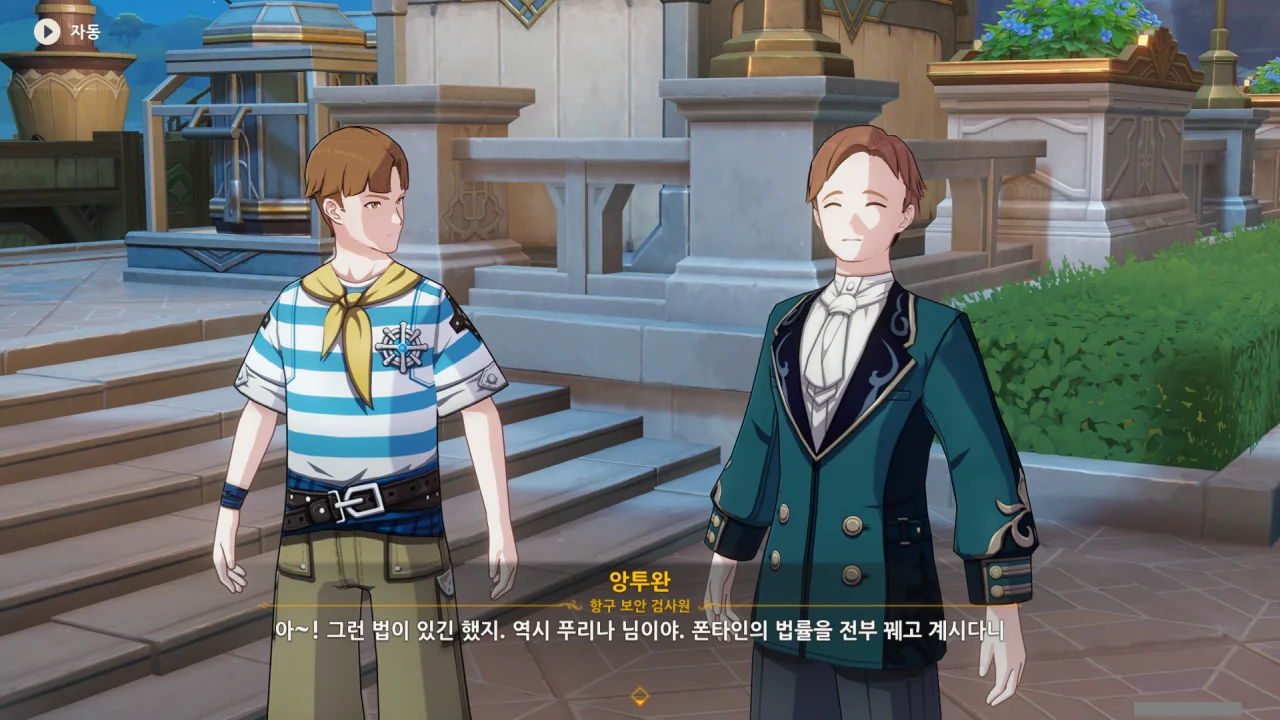 자동
앙투완
항구 보안 검사원
아~! 그런 법이 있긴 했지. 역시 푸리나 님이야. 폰타인의 법률을 전부 꿰고 계시다니